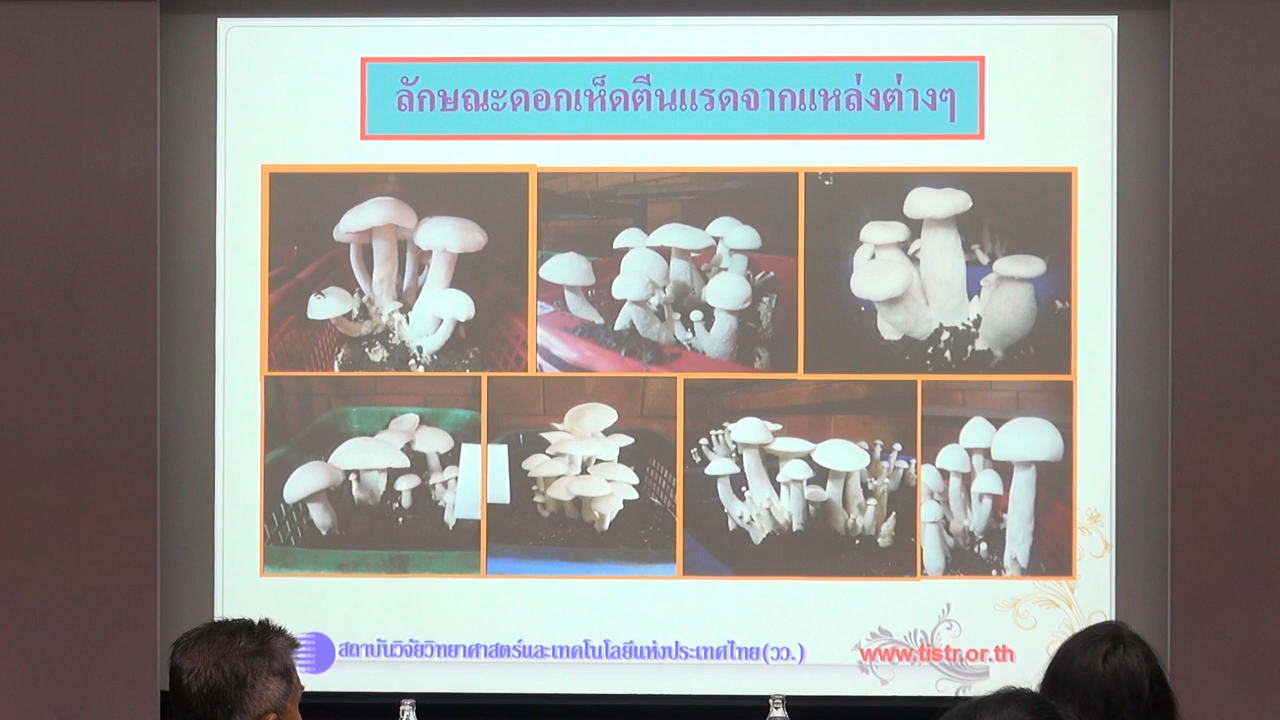 ลักษณะดอกเห็ดตีนแรดจากแหล่งต่างๆ
สถาบันวิจัยวิทยาศาสตร์และเทคโนโลยีแห่งประเทศไทย(วว.)
www.tistr.or.th